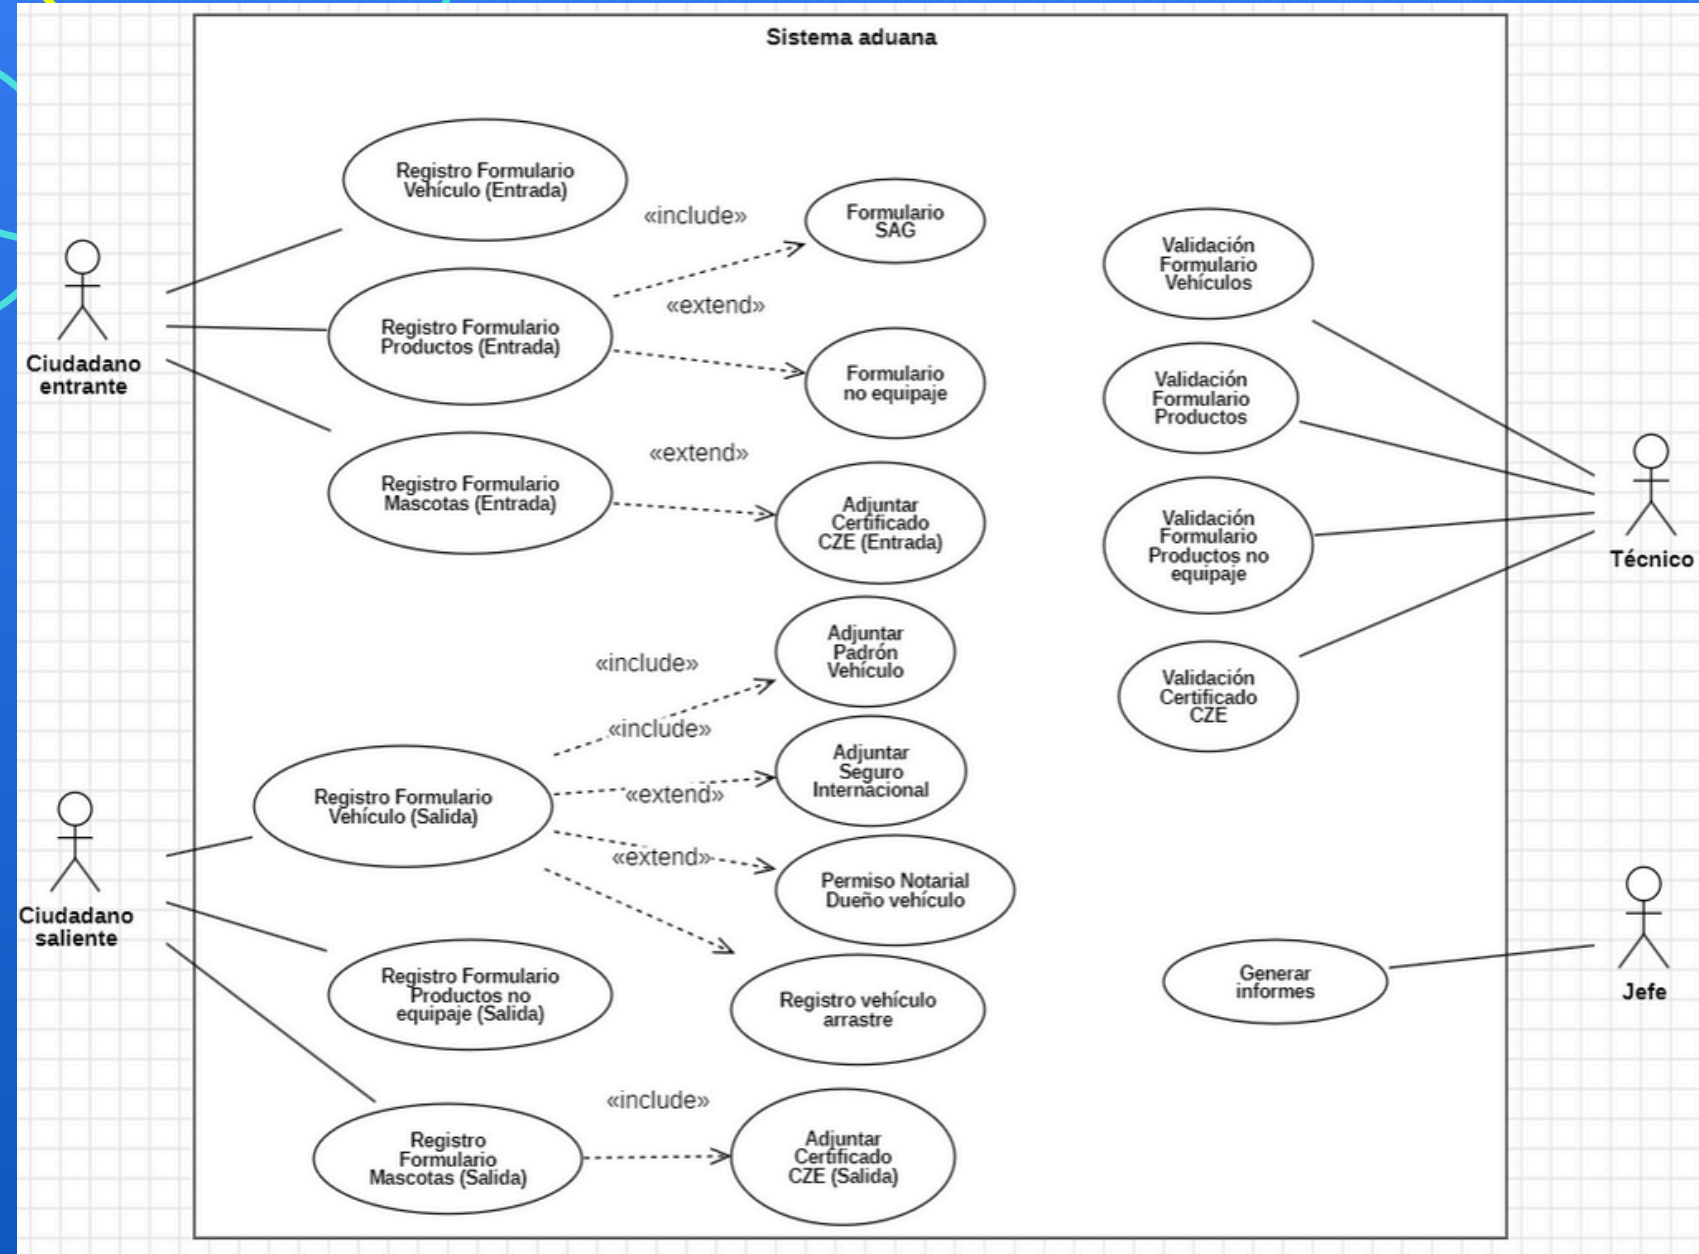 Sistema aduana
Registro Formulario
Vehículo (Entrada)
«include»
Formulario
SAG
Registro Formulario
Productos (Entrada)
«extend»
Formulario
no equipaje
Registro Formulario
Mascotas (Entrada)
«extend»
Adjuntar
Certificado
CZE (Entrada)
Ciudadano
entrante
Validación
Formulario
Vehículos
Validación
Formulario
Productos
Validación
Formulario
Productos no
equipaje
Validación
Certificado
CZE
Técnico
«include»
Adjuntar
Padrón
Vehículo
«include»
Adjuntar
Seguro
Internacional
Registro Formulario
Vehículo (Salida)
«extend»
Permiso Notarial
Dueño vehículo
«extend»
Registro vehículo
arrastre
Ciudadano
saliente
Registro Formulario
Productos no
equipaje (Salida)
Registro
Formulario
Mascotas (Salida)
«include»
Adjuntar
Certificado
CZE (Salida)
Generar
informes
Jefe